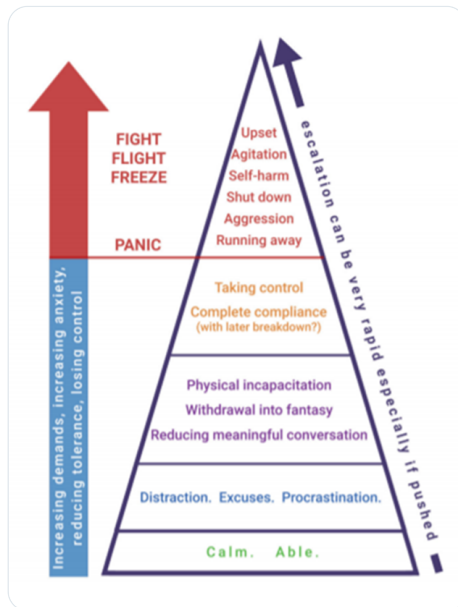 FIGHT
FLIGHT
FREEZE
PANIC
Increasing demands, increasing anxiety,
reducing tolerance, losing control
Upset
Agitation
Self-harm
Shut down
Aggression
Running away
Taking control
Complete compliance
(with later breakdown?)
Physical incapacitation
Withdrawal into fantasy
Reducing meaningful conversation
Distraction. Excuses. Procrastination.
Calm. Able.
escalation can be very rapid especially if pushed